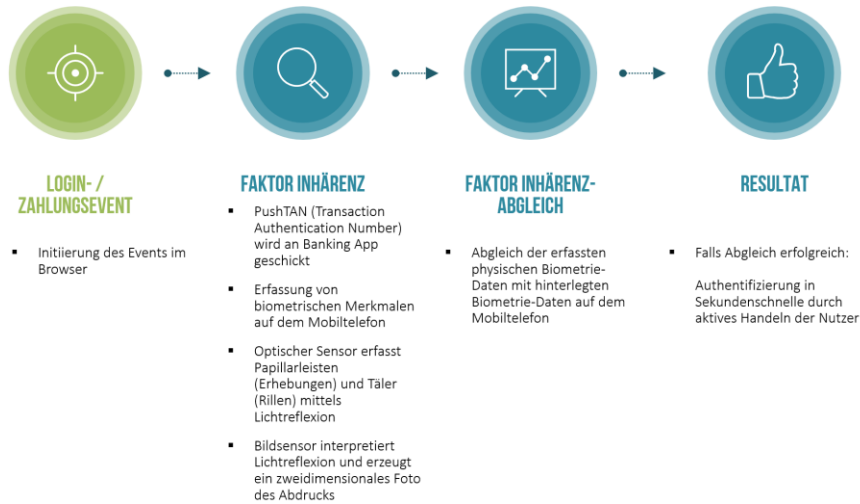 LOGIN- /
ZAHLUNGSEVENT
▪ Initiierung des Events im
Browser
FAKTOR INHÄRENZ
▪ PushTAN (Transaction
Authentication Number)
wird an Banking App
geschickt
▪ Erfassung von
biometrischen Merkmalen
auf dem Mobiltelefon
▪ Optischer Sensor erfasst
Papillarleisten
(Erhebungen) und Täler
(Rillen) mittels
Lichtreflexion
▪ Bildsensor interpretiert
Lichtreflexion und erzeugt
ein zweidimensionales Foto
des Abdrucks
FAKTOR INHÄRENZ-
ABGLEICH
▪ Abgleich der erfassten
physischen Biometrie-
Daten mit hinterlegten
Biometrie-Daten auf dem
Mobiltelefon
RESULTAT
▪ Falls Abgleich erfolgreich:
Authentifizierung in
Sekundenschnelle durch
aktives Handeln der Nutzer